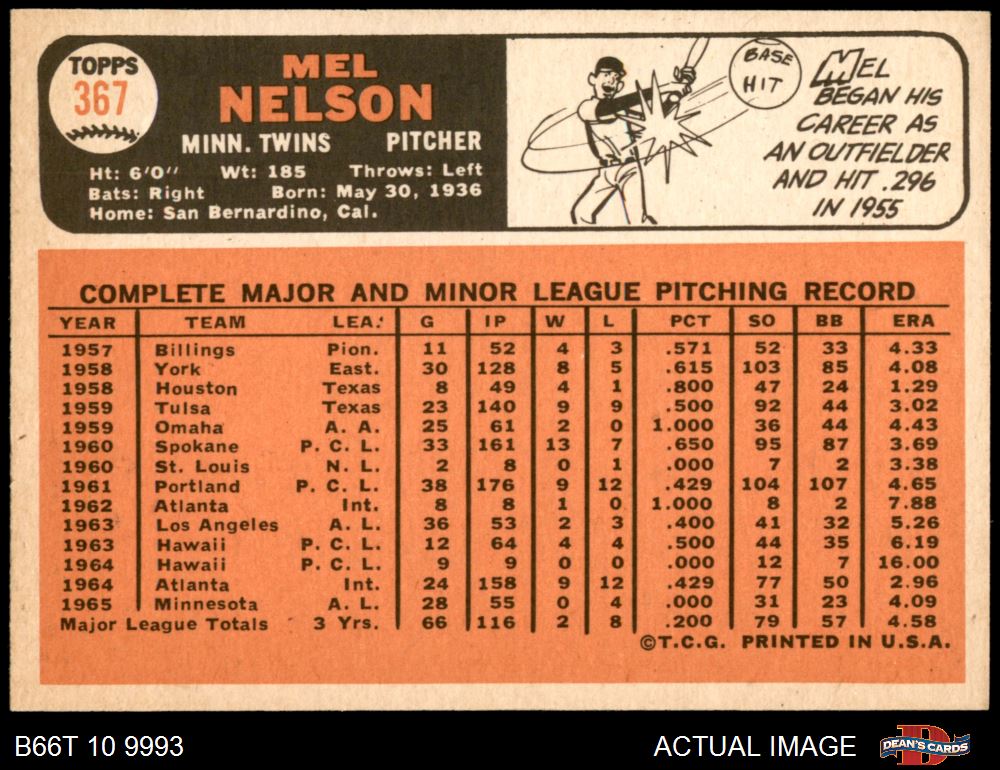 TOPPS
367
MEL
NELSON
MINN. TWINS PITCHER
Ht: 6'0" Wt: 185 Throws: Left
Bats: Right Born: May 30, 1936
Home: San Bernardino, Cal.
BASE
HIT
MEL
BEGAN HIS
CAREER AS
AN OUTFIELDER
AND HIT .296
IN 1955
COMPLETE MAJOR AND MINOR LEAGUE PITCHING RECORD
YEAR TEAM LEA. G IP W L PCT SO BB ERA
1957 Billings Pion. 11 52 4 3 .571 52 33 4.33
1958 York East. 30 128 8 5 .615 103 85 4.08
1958 Houston Texas 8 49 4 1 .800 47 24 1.29
1959 Tulsa Texas 23 140 9 9 .500 92 44 3.02
1959 Omaha A. A. 25 61 2 0 1.000 36 44 4.43
1960 Spokane P. C. L. 33 161 13 7 .650 95 87 3.69
1960 St. Louis N. L. 2 8 0 1 .000 7 2 3.38
1961 Portland P. C. L. 38 176 9 12 .429 104 107 4.65
1962 Atlanta Int. 8 8 1 0 1.000 8 2 7.88
1963 Los Angeles A. L. 36 53 2 3 .400 41 32 5.26
1963 Hawaii P. C. L. 12 64 4 4 .500 44 35 6.19
1964 Hawaii P. C. L. 9 9 0 0 .000 12 7 16.00
1964 Atlanta Int. 24 158 9 12 .429 77 50 2.96
1965 Minnesota A. L. 28 55 0 4 .000 31 23 4.09
Major League Totals 3 Yrs. 66 116 2 8 .200 79 57 4.58
©T.C.G. PRINTED IN U.S.A.
B66T 10 9993 ACTUAL IMAGE DEAN'S CARDS